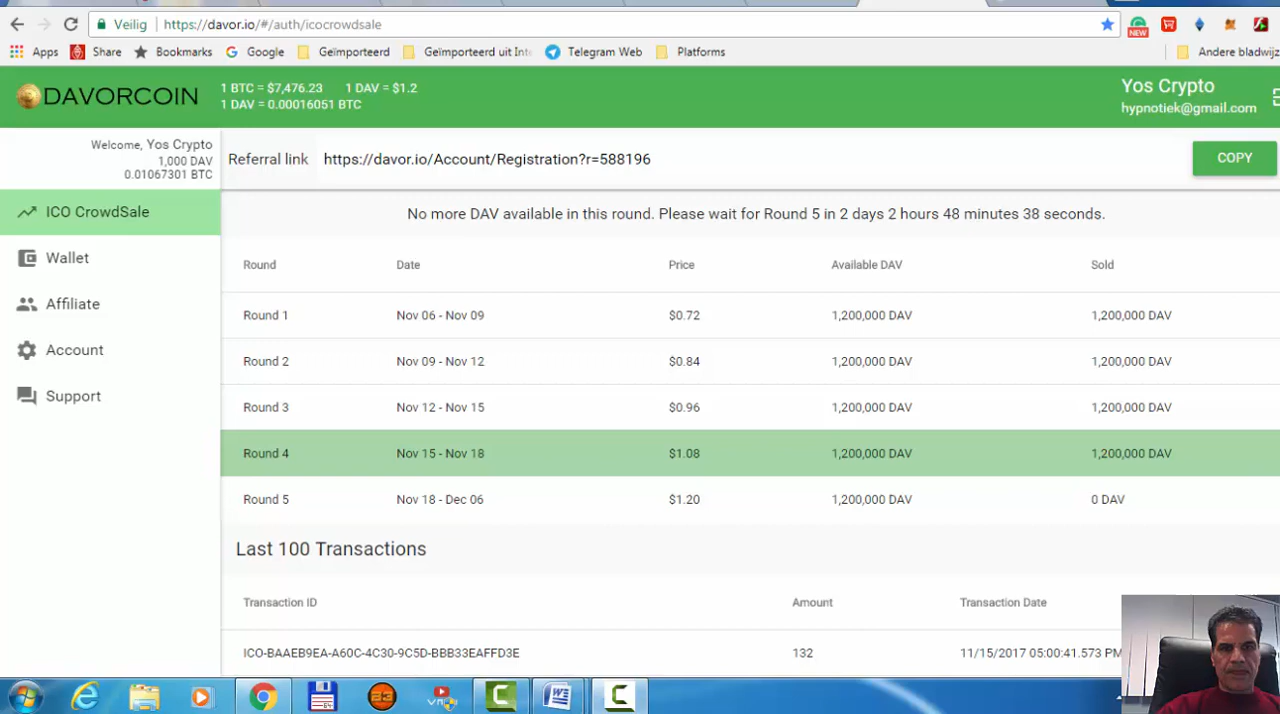 Veilig https://davor.io/#/auth/icocrowdsale
NEW
Apps Share Bookmarks Google Geïmporteerd Geïmporteerd uit Int Telegram Web Platforms Andere bladwijz
DAVORCOIN
1 BTC = $7,476.23 1 DAV = $1.2
1 DAV = 0.00016051 BTC
Yos Crypto
hypnotiek@gmail.com
Welcome, Yos Crypto
1,000 DAV
0.01067301 BTC
Referral link https://davor.io/Account/Registration?r=588196 COPY
ICO CrowdSale
Wallet
Affiliate
Account
Support
No more DAV available in this round. Please wait for Round 5 in 2 days 2 hours 48 minutes 38 seconds.
Round Date Price Available DAV Sold
Round 1 Nov 06 - Nov 09 $0.72 1,200,000 DAV 1,200,000 DAV
Round 2 Nov 09 - Nov 12 $0.84 1,200,000 DAV 1,200,000 DAV
Round 3 Nov 12 - Nov 15 $0.96 1,200,000 DAV 1,200,000 DAV
Round 4 Nov 15 - Nov 18 $1.08 1,200,000 DAV 1,200,000 DAV
Round 5 Nov 18 - Dec 06 $1.20 1,200,000 DAV 0 DAV
Last 100 Transactions
Transaction ID Amount Transaction Date
ICO-BAAEB9EA-A60C-4C30-9C5D-BBB33EAFFD3E 132 11/15/2017 05:00:41.573 PM